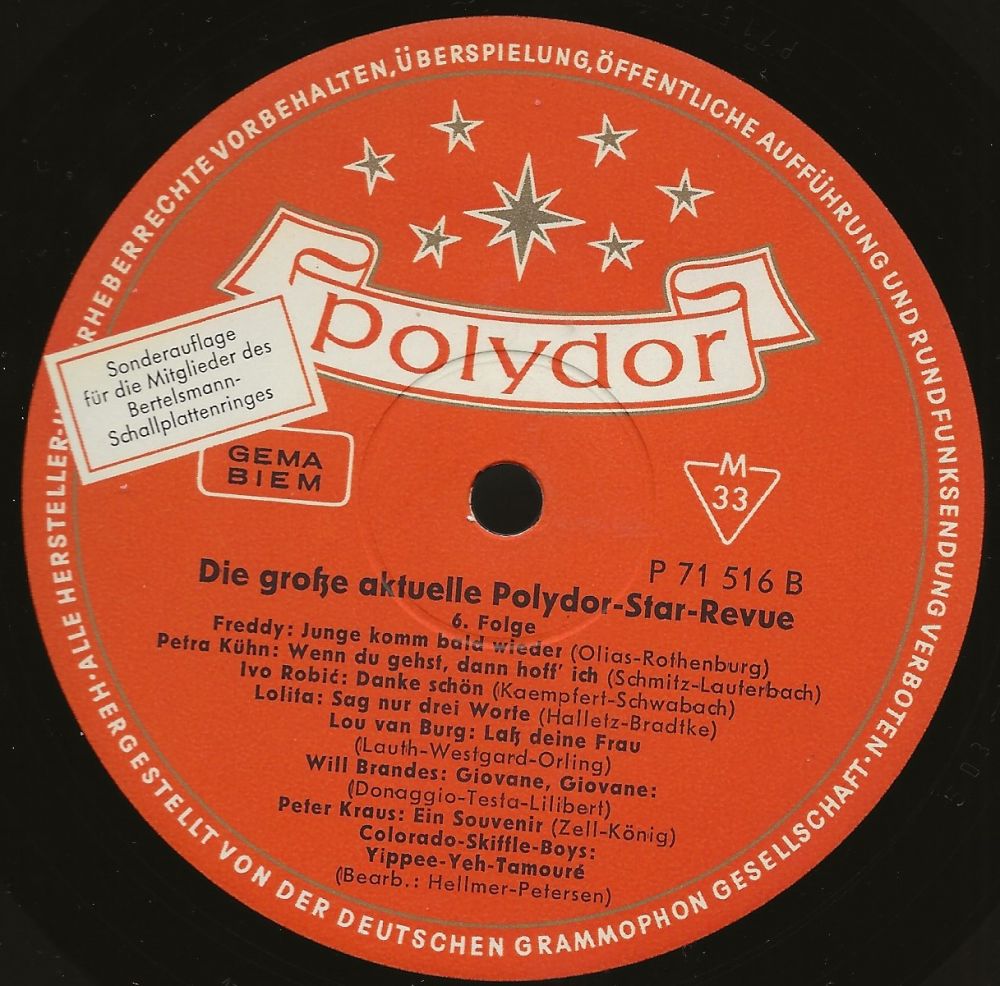 HERHEBERRECHTE VORBEHALTEN, ÜBERSPIELUNG, ÖFFENTLICHE AUFFÜHRUNG UND RUNDFUNKSENDUNG VERBOTEN
polydor
Sonderauflage
für die Mitglieder des
Bertelsmann-
Schallplattenringes
GEMA
BIEM
M
33
P 71 516 B
Die große aktuelle Polydor-Star-Revue
6. Folge
Freddy: Junge komm bald wieder (Olias-Rothenburg)
Petra Kühn: Wenn du gehst, dann hoff' ich (Schmitz-Lauterbach)
Ivo Robić: Danke schön (Kaempfert-Schwabach)
Lolita: Sag nur drei Worte (Halletz-Bradtke)
Lou van Burg: Laß deine Frau
(Lauth-Westgard-Orling)
Will Brandes: Giovane, Giovane:
(Donaggio-Testa-Lilibert)
Peter Kraus: Ein Souvenir (Zell-König)
Colorado-Skiffle-Boys:
Yippee-Yeh-Tamouré
(Bearb.: Hellmer-Petersen)
HERGESTELLT VON DER DEUTSCHEN GRAMMOPHON GESELLSCHAFT · ALLE HERSTELLER-